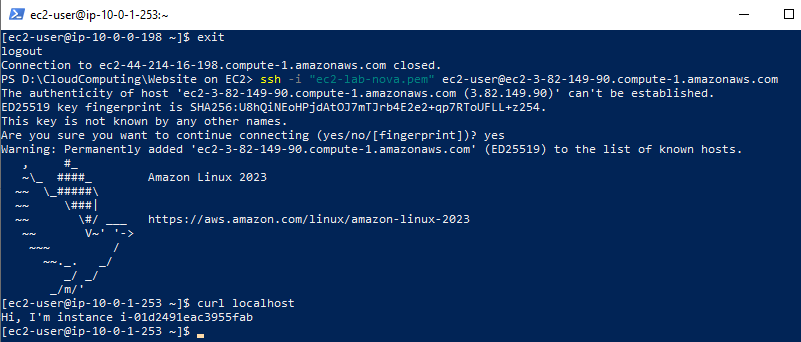 ec2-user@ip-10-0-1-253:~
[ec2-user@ip-10-0-0-198 ~]$ exit
logout
Connection to ec2-44-214-16-198.compute-1.amazonaws.com closed.
PS D:\CloudComputing\Website on EC2> ssh -i "ec2-lab-nova.pem" ec2-user@ec2-3-82-149-90.compute-1.amazonaws.com
The authenticity of host 'ec2-3-82-149-90.compute-1.amazonaws.com (3.82.149.90)' can't be established.
ED25519 key fingerprint is SHA256:U8hQiNEoHPjdAtOJ7mTJrb4E2e2+qp7RToUFLL+z254.
This key is not known by any other names.
Are you sure you want to continue connecting (yes/no/[fingerprint])? yes
Warning: Permanently added 'ec2-3-82-149-90.compute-1.amazonaws.com' (ED25519) to the list of known hosts.
   ,     #_
   ~\_  ####_        Amazon Linux 2023
  ~~  \_#####\
  ~~     \###|
  ~~       \#/ ___   https://aws.amazon.com/linux/amazon-linux-2023
   ~~       V~' '->
    ~~~         /
      ~~._.   _/
         _/ _/
       _/m/'
[ec2-user@ip-10-0-1-253 ~]$ curl localhost
Hi, I'm instance i-01d2491eac3955fab
[ec2-user@ip-10-0-1-253 ~]$